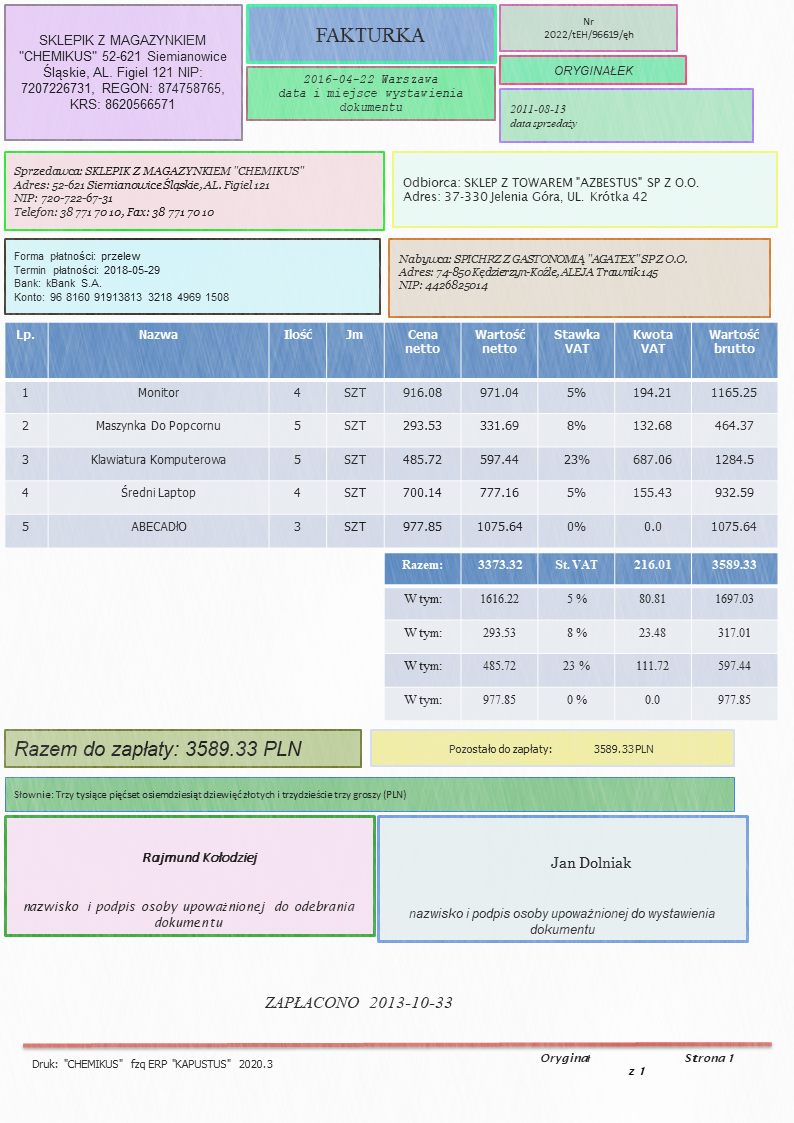 SKLEPIK Z MAGAZYNKIEM
"CHEMIKUS" 52-621 Siemianowice
Śląskie, AL. Figiel 121 NIP:
7207226731, REGON: 874758765,
KRS: 8620566571
FAKTURKA
2016-04-22 Warszawa
data i miejsce wystawienia
dokumentu
Nr
2022/tEH/96619/ęh
ORYGINAŁEK
2011-08-13
data sprzedaży
Sprzedawca: SKLEPIK Z MAGAZYNKIEM "CHEMIKUS"
Adres: 52-621 Siemianowice Śląskie, AL. Figiel 121
NIP: 720-722-67-31
Telefon: 38 771 70 10, Fax: 38 771 70 10
Odbiorca: SKLEP Z TOWAREM "AZBESTUS" SP Z O.O.
Adres: 37-330 Jelenia Góra, UL. Krótka 42
Forma płatności: przelew
Termin płatności: 2018-05-29
Bank: kBank S.A.
Konto: 96 8160 91913813 3218 4969 1508
Nabywca: SPICHRZ Z GASTONOMIĄ "AGATEX" SP Z O.O.
Adres: 74-850 Kędzierzyn-Koźle, ALEJA Trawnik 145
NIP: 4426825014
Lp. Nazwa Ilość Jm Cena netto Wartość netto Stawka VAT Kwota VAT Wartość brutto
1 Monitor 4 SZT 916.08 971.04 5% 194.21 1165.25
2 Maszynka Do Popcornu 5 SZT 293.53 331.69 8% 132.68 464.37
3 Klawiatura Komputerowa 5 SZT 485.72 597.44 23% 687.06 1284.5
4 Średni Laptop 4 SZT 700.14 777.16 5% 155.43 932.59
5 ABECADłO 3 SZT 977.85 1075.64 0% 0.0 1075.64
Razem: 3373.32 St. VAT 216.01 3589.33
W tym: 1616.22 5 % 80.81 1697.03
W tym: 293.53 8 % 23.48 317.01
W tym: 485.72 23 % 111.72 597.44
W tym: 977.85 0 % 0.0 977.85
Razem do zapłaty: 3589.33 PLN
Pozostało do zapłaty: 3589.33 PLN
Słownie: Trzy tysiące pięćset osiemdziesiąt dziewięć złotych i trzydzieście trzy groszy (PLN)
Rajmund Kołodziej
nazwisko i podpis osoby upoważnionej do odebrania
dokumentu
Jan Dolniak
nazwisko i podpis osoby upoważnionej do wystawienia
dokumentu
ZAPŁACONO 2013-10-33
Druk: "CHEMIKUS" fzq ERP "KAPUSTUS" 2020.3
Oryginał Strona 1
z 1